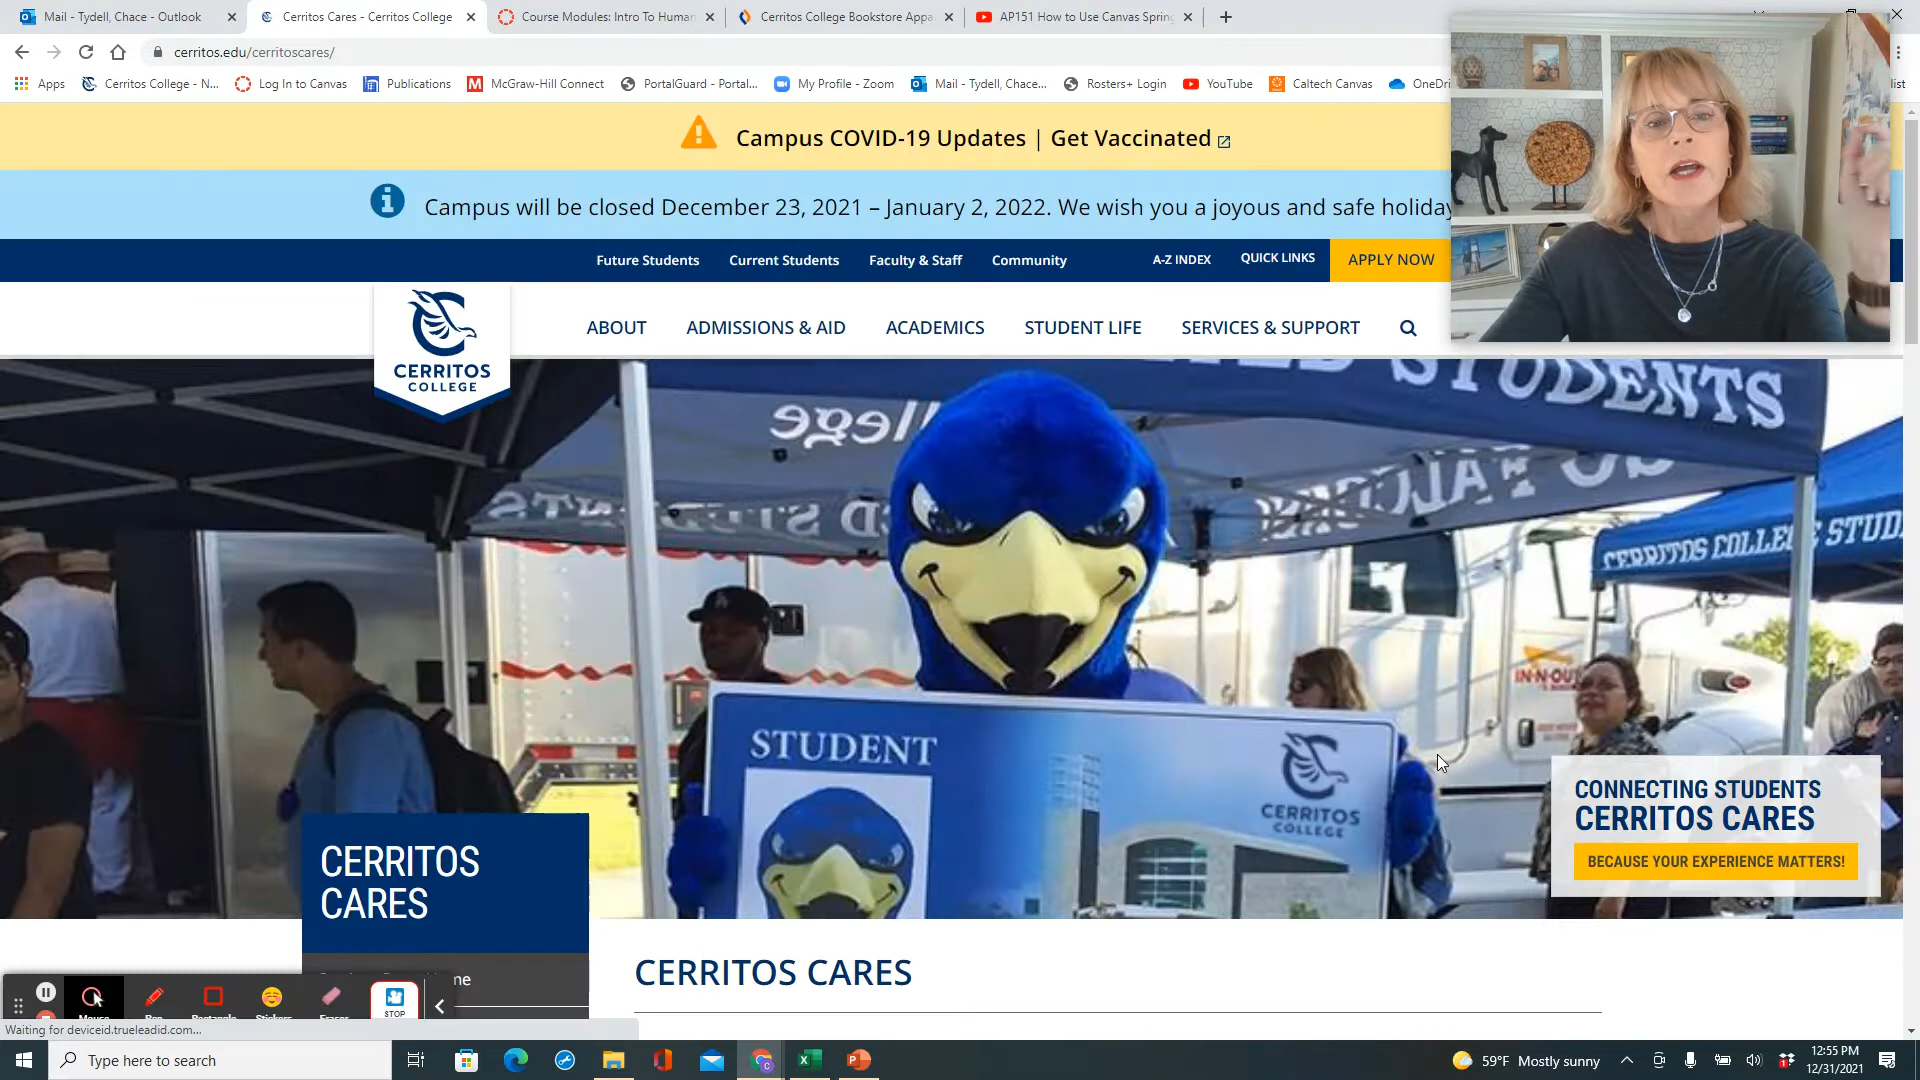 Mail - Tydell, Chace - Outlook
Cerritos Cares - Cerritos College
Course Modules: Intro To Human
Cerritos College Bookstore Appa
AP151 How to Use Canvas Spring
cerritos.edu/cerritoscares/
Apps
Cerritos College - N...
Log In to Canvas
Publications
McGraw-Hill Connect
PortalGuard - Portal...
My Profile - Zoom
Mail - Tydell, Chace...
Rosters+ Login
YouTube
Caltech Canvas
OneDri
list
Campus COVID-19 Updates | Get Vaccinated
Campus will be closed December 23, 2021 – January 2, 2022. We wish you a joyous and safe holiday
Future Students
Current Students
Faculty & Staff
Community
A-Z INDEX
QUICK LINKS
APPLY NOW
CERRITOS
COLLEGE
ABOUT
ADMISSIONS & AID
ACADEMICS
STUDENT LIFE
SERVICES & SUPPORT
STUDENTS
CERRITOS COLLEGE STUD
IN-N-OU
STUDENT
CERRITOS
COLLEGE
CONNECTING STUDENTS
CERRITOS CARES
BECAUSE YOUR EXPERIENCE MATTERS!
CERRITOS
CARES
CERRITOS CARES
STOP
Waiting for deviceid.trueleadid.com...
Type here to search
59°F Mostly sunny
12:55 PM
12/31/2021